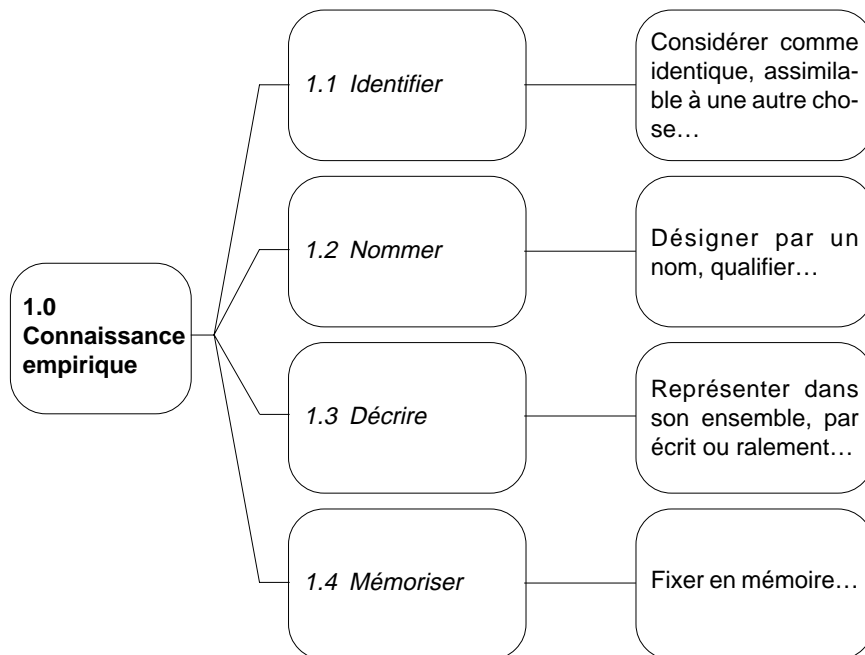 1.0
Connaissance
empirique
1.1 Identifier
Considérer comme
identique, assimila-
ble à une autre cho-
se…
1.2 Nommer
Désigner par un
nom, qualifier…
1.3 Décrire
Représenter dans
son ensemble, par
écrit ou ralement…
1.4 Mémoriser
Fixer en mémoire…